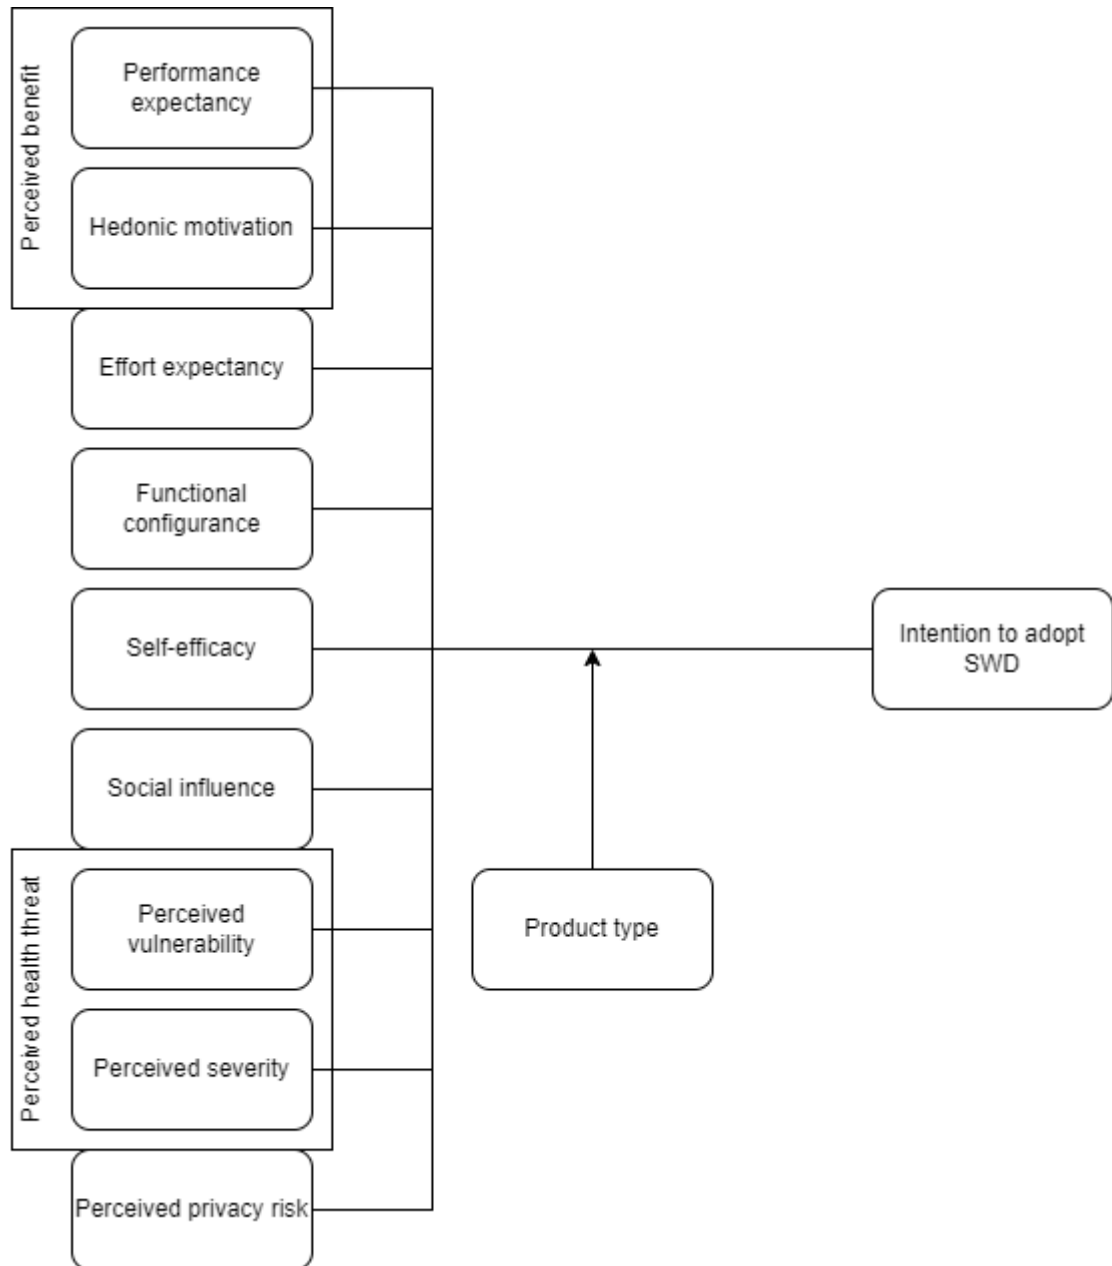 Perceived benefit
Performance
expectancy
Hedonic motivation
Effort expectancy
Functional
configurance
Self-efficacy
Social influence
Perceived health threat
Perceived
vulnerability
Perceived severity
Perceived privacy risk
Product type
Intention to adopt
SWD